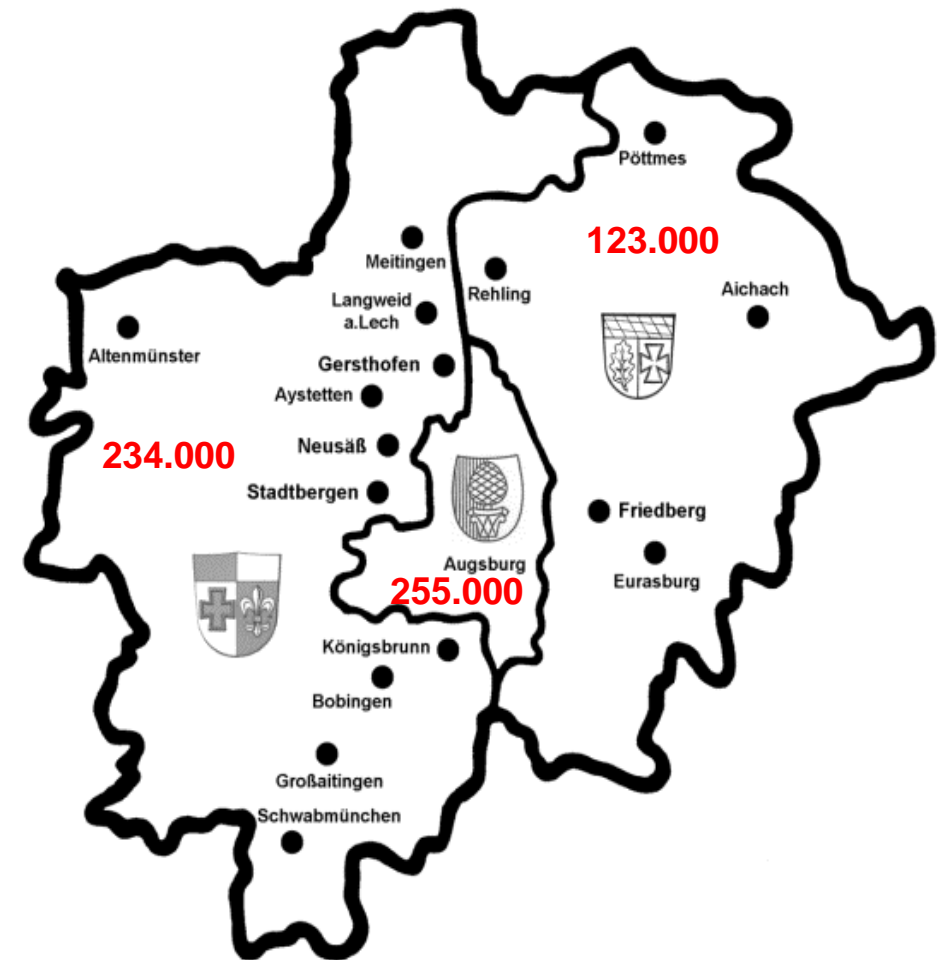 Pöttmes
123.000
Meitingen
Rehling
Aichach
Langweid
a.Lech
Altenmünster
Gersthofen
Aystetten
Neusäß
234.000
Stadtbergen
Friedberg
Augsburg
Eurasburg
255.000
Königsbrunn
Bobingen
Großaitingen
Schwabmünchen